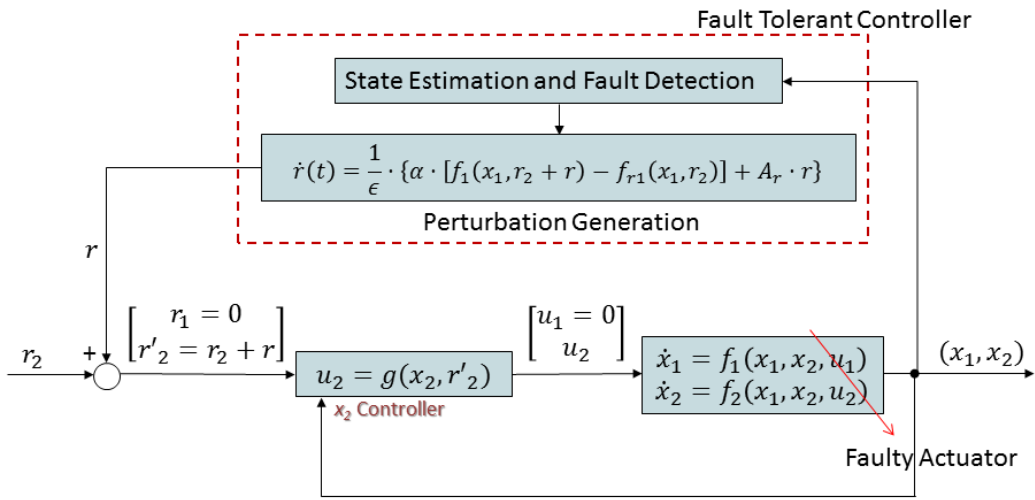 Fault Tolerant Controller
State Estimation and Fault Detection
ṙ(t) = 1/ϵ · {α · [f₁(x₁, r₂ + r) − f_r1(x₁, r₂)] + A_r · r}
Perturbation Generation
r
r₂
+
[r₁ = 0
r'₂ = r₂ + r]
u₂ = g(x₂, r'₂)
x₂ Controller
[u₁ = 0
u₂]
ẋ₁ = f₁(x₁, x₂, u₁)
ẋ₂ = f₂(x₁, x₂, u₂)
(x₁, x₂)
Faulty Actuator